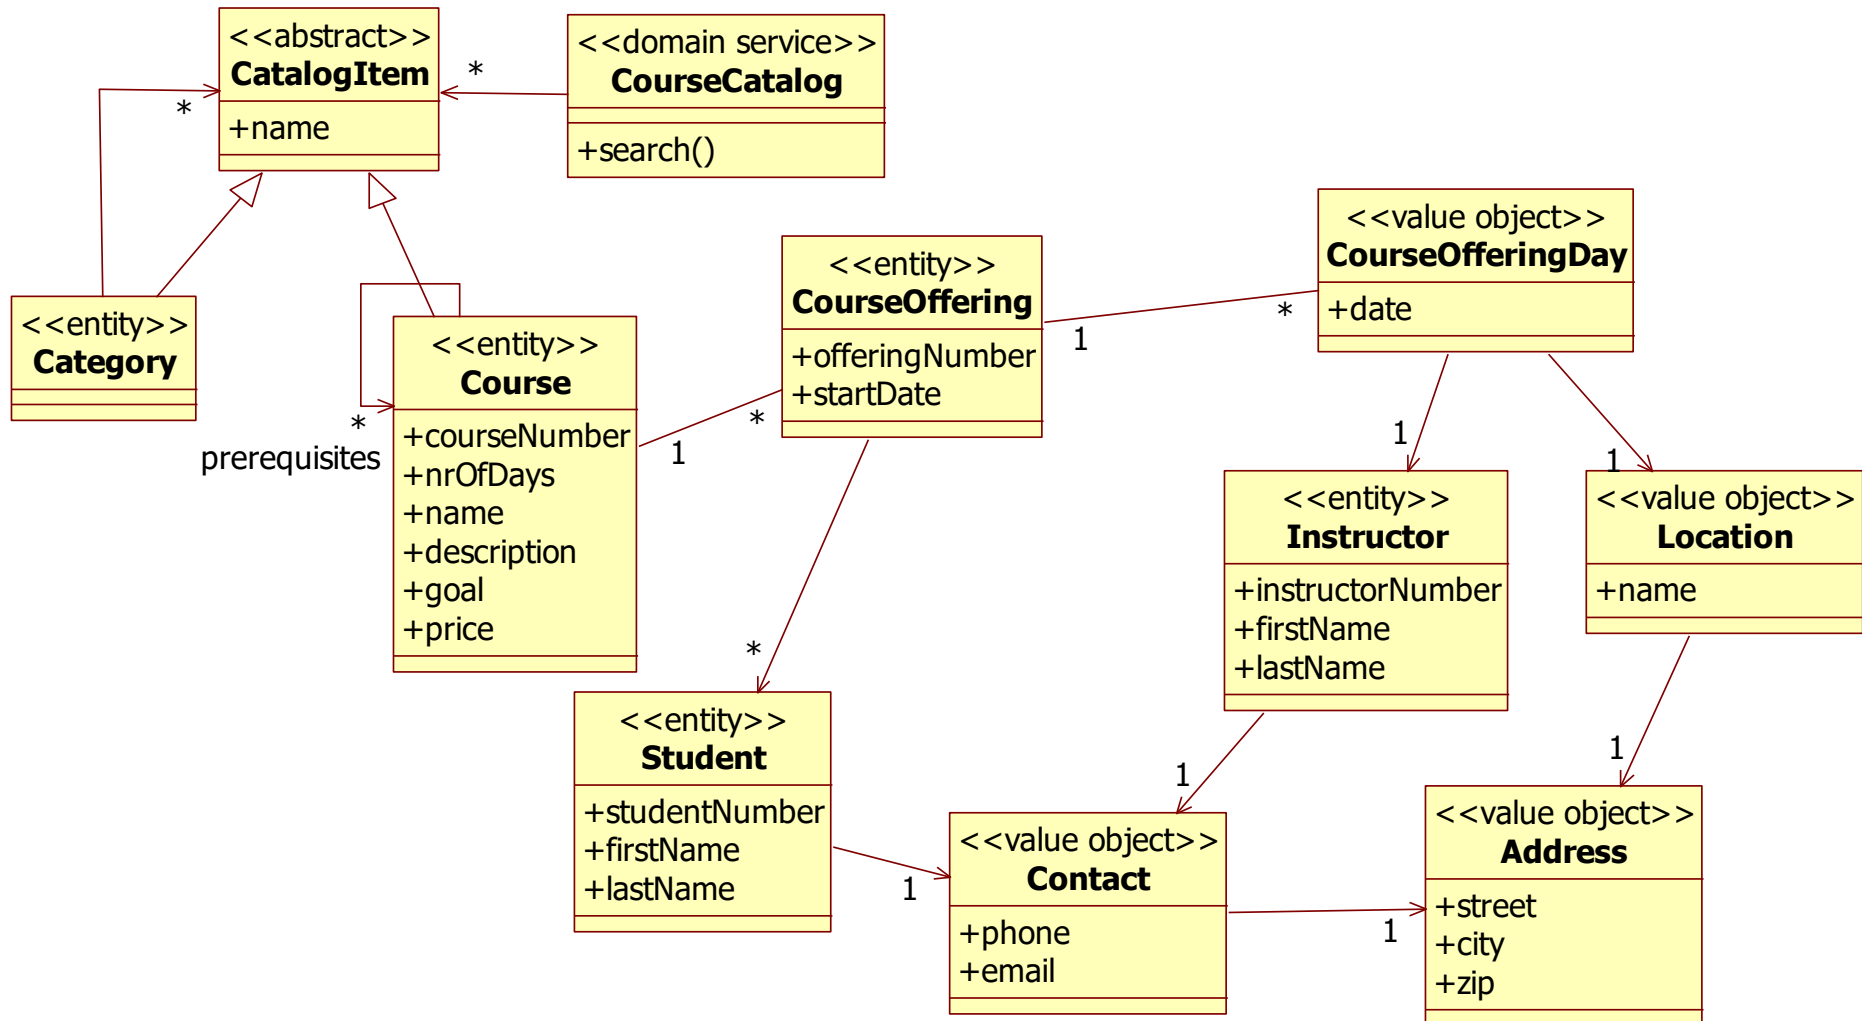 <<abstract>>
CatalogItem
+name
*
*
<<domain service>>
CourseCatalog
+search()
<<entity>>
Category
<<entity>>
Course
+courseNumber
+nrOfDays
+name
+description
+goal
+price
*
prerequisites
1
*
<<entity>>
CourseOffering
+offeringNumber
+startDate
1
*
<<value object>>
CourseOfferingDay
+date
1
1
<<entity>>
Instructor
+instructorNumber
+firstName
+lastName
<<value object>>
Location
+name
*
<<entity>>
Student
+studentNumber
+firstName
+lastName
1
1
<<value object>>
Contact
+phone
+email
1
1
<<value object>>
Address
+street
+city
+zip